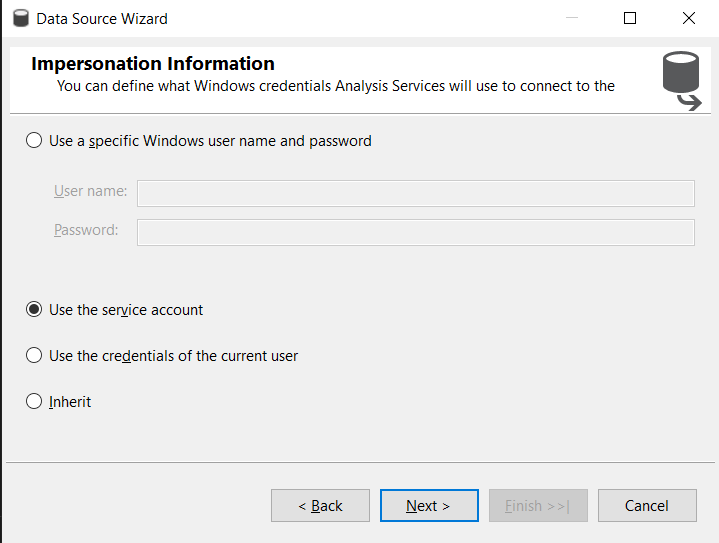 Data Source Wizard
Impersonation Information
You can define what Windows credentials Analysis Services will use to connect to the
Use a specific Windows user name and password
User name:
Password:
Use the service account
Use the credentials of the current user
Inherit
< Back
Next >
Finish >>|
Cancel